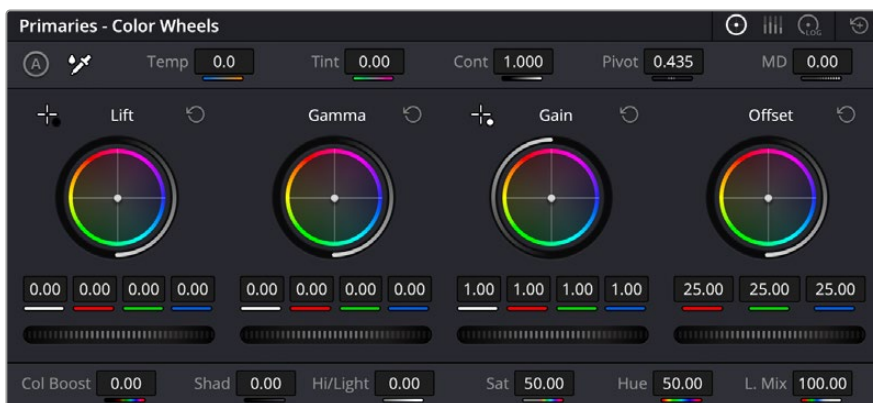 Primaries - Color Wheels
LOG
A Temp 0.0 Tint 0.00 Cont 1.000 Pivot 0.435 MD 0.00
Lift Gamma Gain Offset
0.00 0.00 0.00 0.00 0.00 0.00 0.00 0.00 1.00 1.00 1.00 1.00 25.00 25.00 25.00
Col Boost 0.00 Shad 0.00 Hi/Light 0.00 Sat 50.00 Hue 50.00 L. Mix 100.00